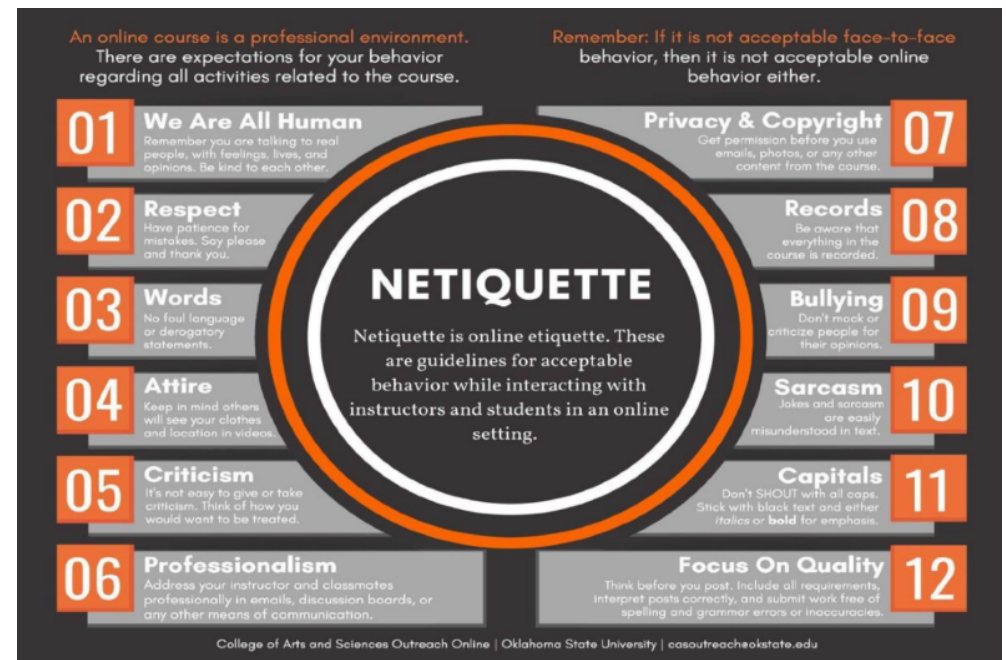 An online course is a professional environment.
There are expectations for your behavior
regarding all activities related to the course.
Remember: If it is not acceptable face-to-face
behavior, then it is not acceptable online
behavior either.
01
We Are All Human
Remember you are talking to real
people, with feelings, lives, and
opinions. Be kind to each other.
02
Respect
Have patience for
mistakes. Say please
and thank you.
03
Words
No foul language
or derogatory
statements.
04
Attire
Keep in mind others
will see your clothes
and location in videos.
05
Criticism
It's not easy to give or take
criticism. Think of how you
would want to be treated.
06
Professionalism
Address your instructor and classmates
professionally in emails, discussion boards, or
any other means of communication.
NETIQUETTE
Netiquette is online etiquette. These
are guidelines for acceptable
behavior while interacting with
instructors and students in an online
setting.
Privacy & Copyright
07
Get permission before you use
emails, photos, or any other
content from the course.
Records
08
Be aware that
everything in the
course is recorded.
Bullying
09
Don't mock or
criticize people for
their opinions.
Sarcasm
10
Jokes and sarcasm
are easily
misunderstood in text.
Capitals
11
Don't SHOUT with all caps.
Stick with black text and either
italics or bold for emphasis.
Focus On Quality
12
Think before you post. Include all requirements,
interpret posts correctly, and submit work free of
spelling and grammar errors or inaccuracies.
College of Arts and Sciences Outreach Online | Oklahoma State University | casoutreach@okstate.edu